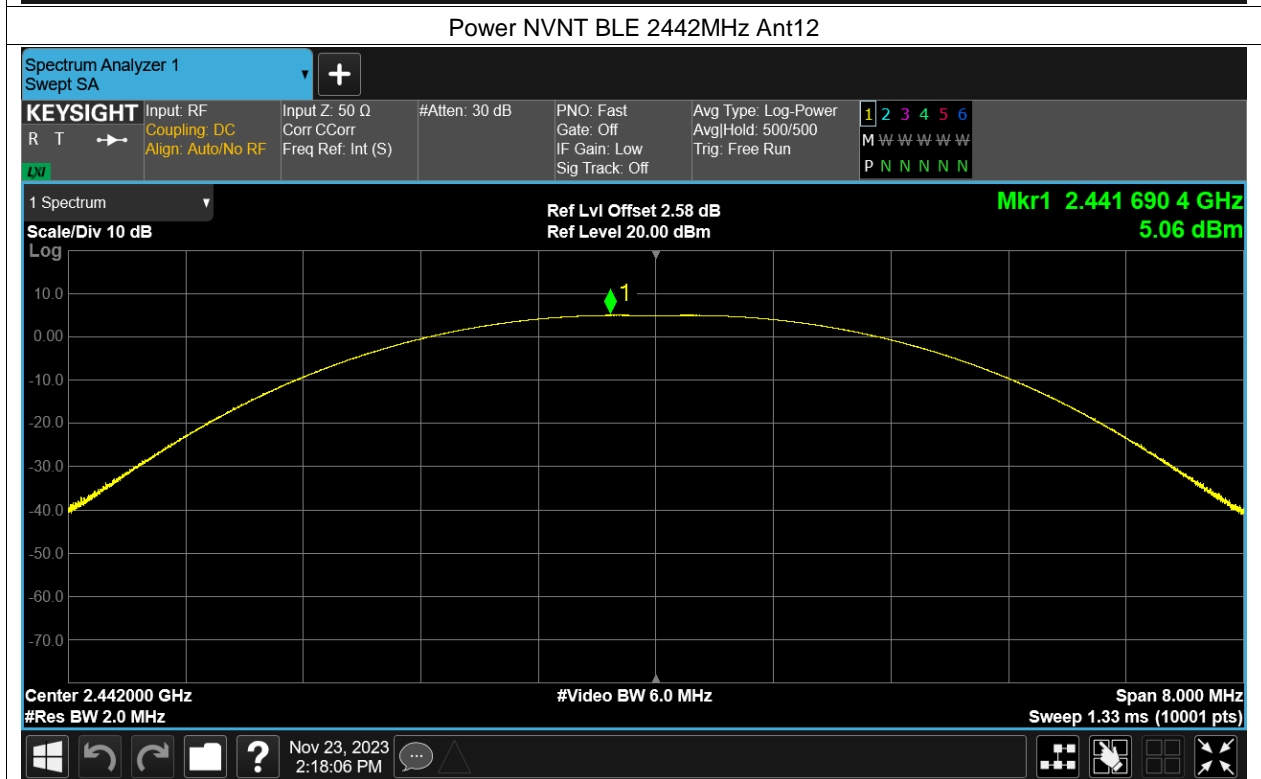 Power NVNT BLE 2442MHz Ant12
Spectrum Analyzer 1
Swept SA
KEYSIGHT
R T
LXI
Input: RF
Coupling: DC
Align: Auto/No RF
Input Z: 50 Ω
Corr CCorr
Freq Ref: Int (S)
#Atten: 30 dB
PNO: Fast
Gate: Off
IF Gain: Low
Sig Track: Off
Avg Type: Log-Power
Avg|Hold: 500/500
Trig: Free Run
1 2 3 4 5 6
M W W W W W
P N N N N N
1 Spectrum
Scale/Div 10 dB
Ref Lvl Offset 2.58 dB
Ref Level 20.00 dBm
Mkr1 2.441 690 4 GHz
5.06 dBm
Log
10.0
0.00
-10.0
-20.0
-30.0
-40.0
-50.0
-60.0
-70.0
1
Center 2.442000 GHz
#Res BW 2.0 MHz
#Video BW 6.0 MHz
Span 8.000 MHz
Sweep 1.33 ms (10001 pts)
?
Nov 23, 2023
2:18:06 PM